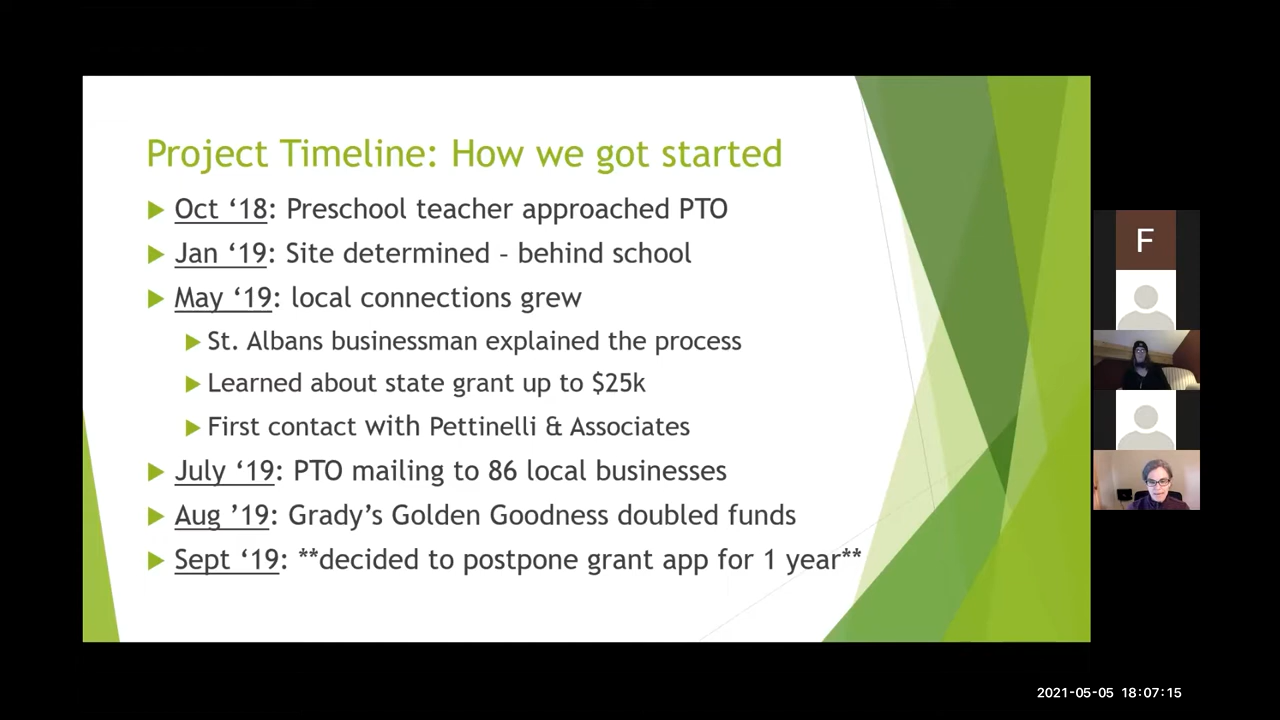 Project Timeline: How we got started
Oct ‘18: Preschool teacher approached PTO
Jan ‘19: Site determined – behind school
May ‘19: local connections grew
St. Albans businessman explained the process
Learned about state grant up to $25k
First contact with Pettinelli & Associates
July ‘19: PTO mailing to 86 local businesses
Aug ’19: Grady’s Golden Goodness doubled funds
Sept ‘19: **decided to postpone grant app for 1 year**
F
2021-05-05 18:07:15